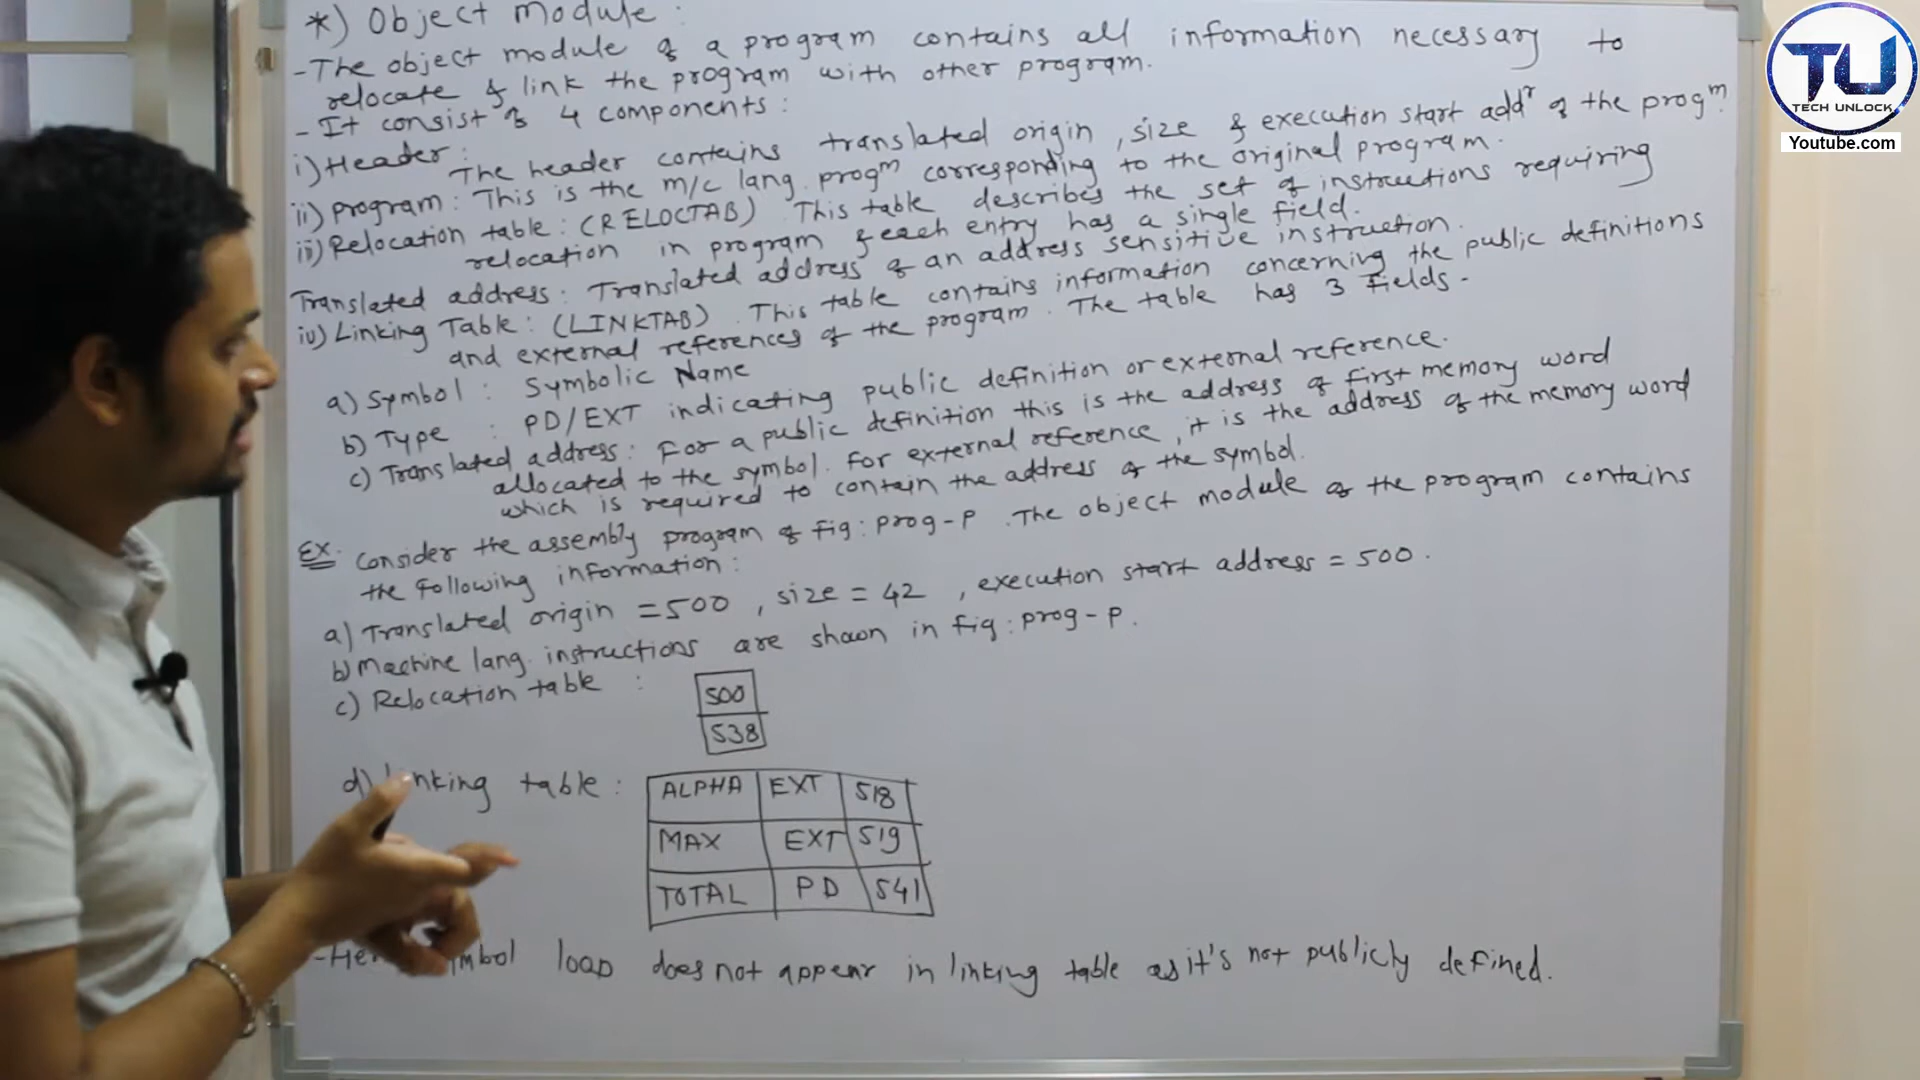 *) Object Module :
- The object module of a program contains all information necessary to
relocate & link the program with other program.
- It consist of 4 components :
i) Header :
The header contains translated origin, size & execution start addr of the progm.
ii) Program : This is the m/c lang. progm corresponding to the original program.
ii) Relocation table : (RELOCTAB) This table describes the set of instructions requiring
relocation in program & each entry has a single field.
Translated address : Translated address of an address sensitive instruction.
iv) Linking Table : (LINKTAB). This table contains information concerning the public definitions
and external references of the program. The table has 3 fields -
a) Symbol : Symbolic Name
b) Type : PD/EXT indicating public definition or external reference.
c) Translated address : For a public definition this is the address of first memory word
allocated to the symbol. For external reference, it is the address of the memory word
which is required to contain the address of the symbol.
EX. Consider the assembly program of fig : prog-P. The object module of the program contains
the following information :
a) Translated origin = 500, size = 42, execution start address = 500.
b) Machine lang. instructions are shown in fig : prog-P.
c) Relocation table : 500
538
d) linking table :
ALPHA EXT 518
MAX EXT 519
TOTAL PD 541
symbol loop does not appear in linking table as it's not publicly defined.
TU
TECH UNLOCK
Youtube.com